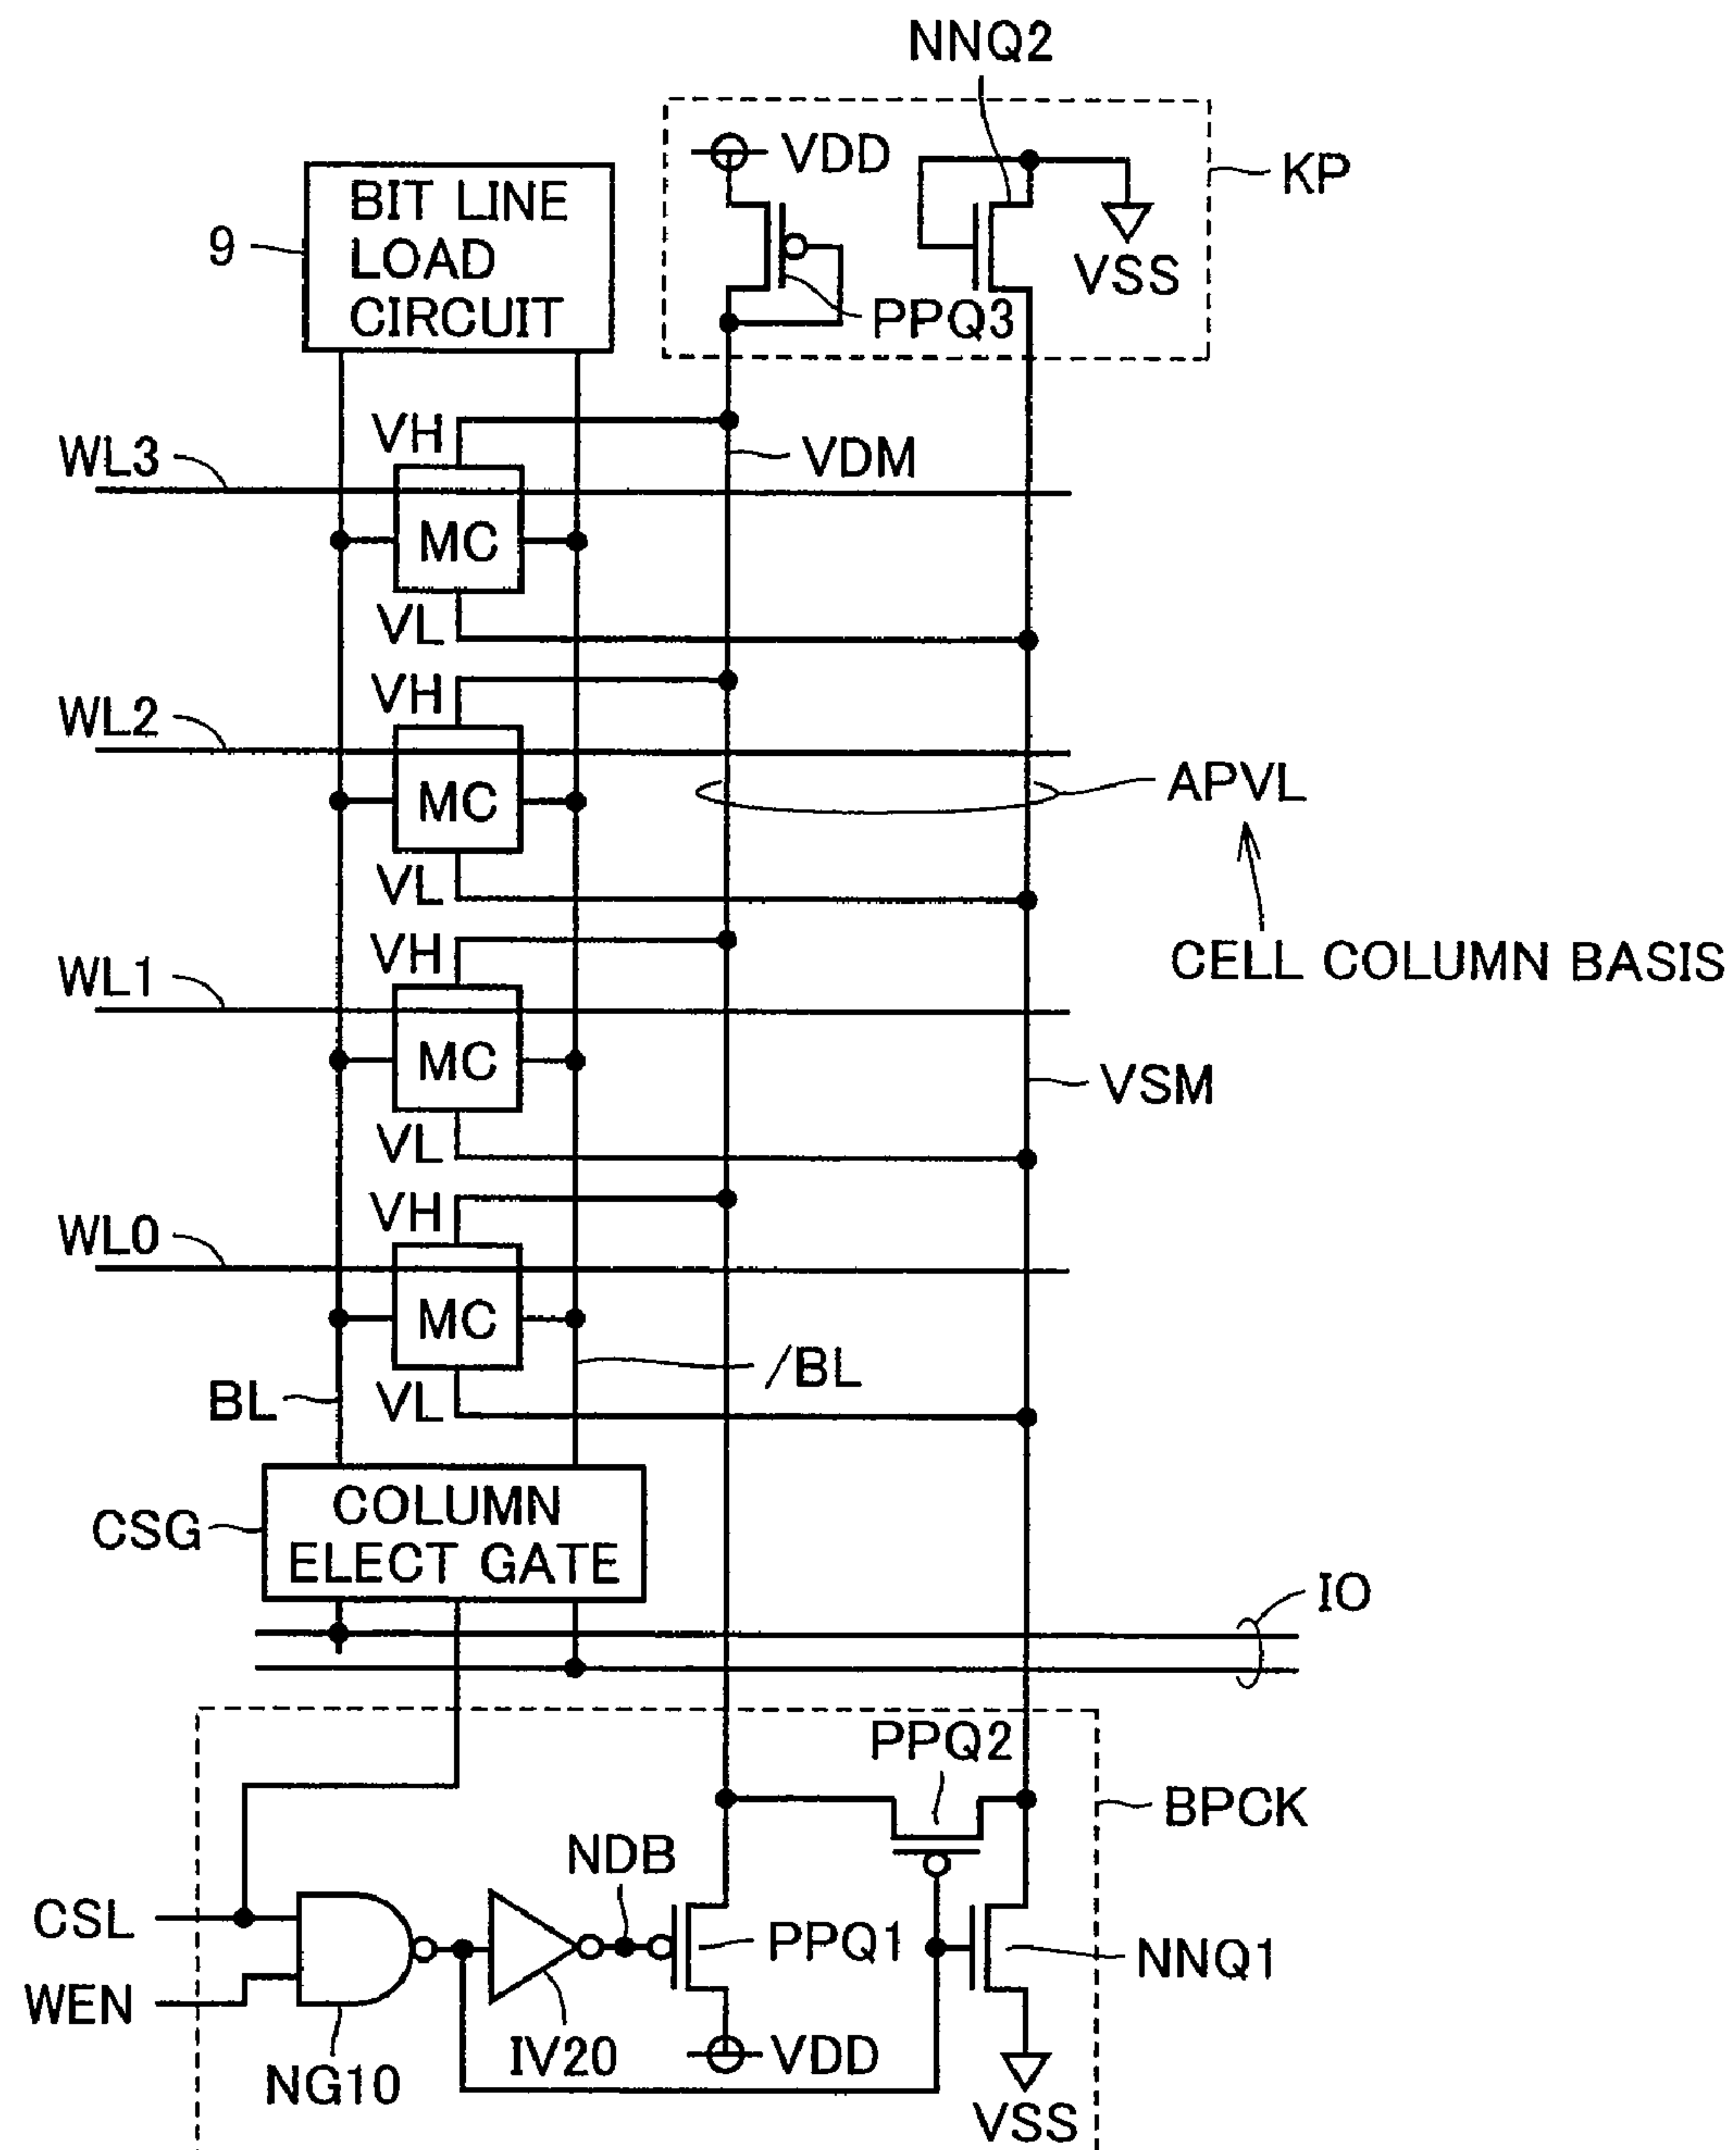 NNQ2
VDD
KP
BIT LINE
LOAD
CIRCUIT
9
VSS
PPQ3
VH
WL3
VDM
MC
VL
VH
WL2
MC
APVL
VL
VH
CELL COLUMN BASIS
WL1
MC
VSM
VL
VH
WL0
MC
/BL
BL
VL
COLUMN
ELECT GATE
CSG
IO
PPQ2
BPCK
NDB
CSL
PPQ1
NNQ1
WEN
IV20
VDD
NG10
VSS